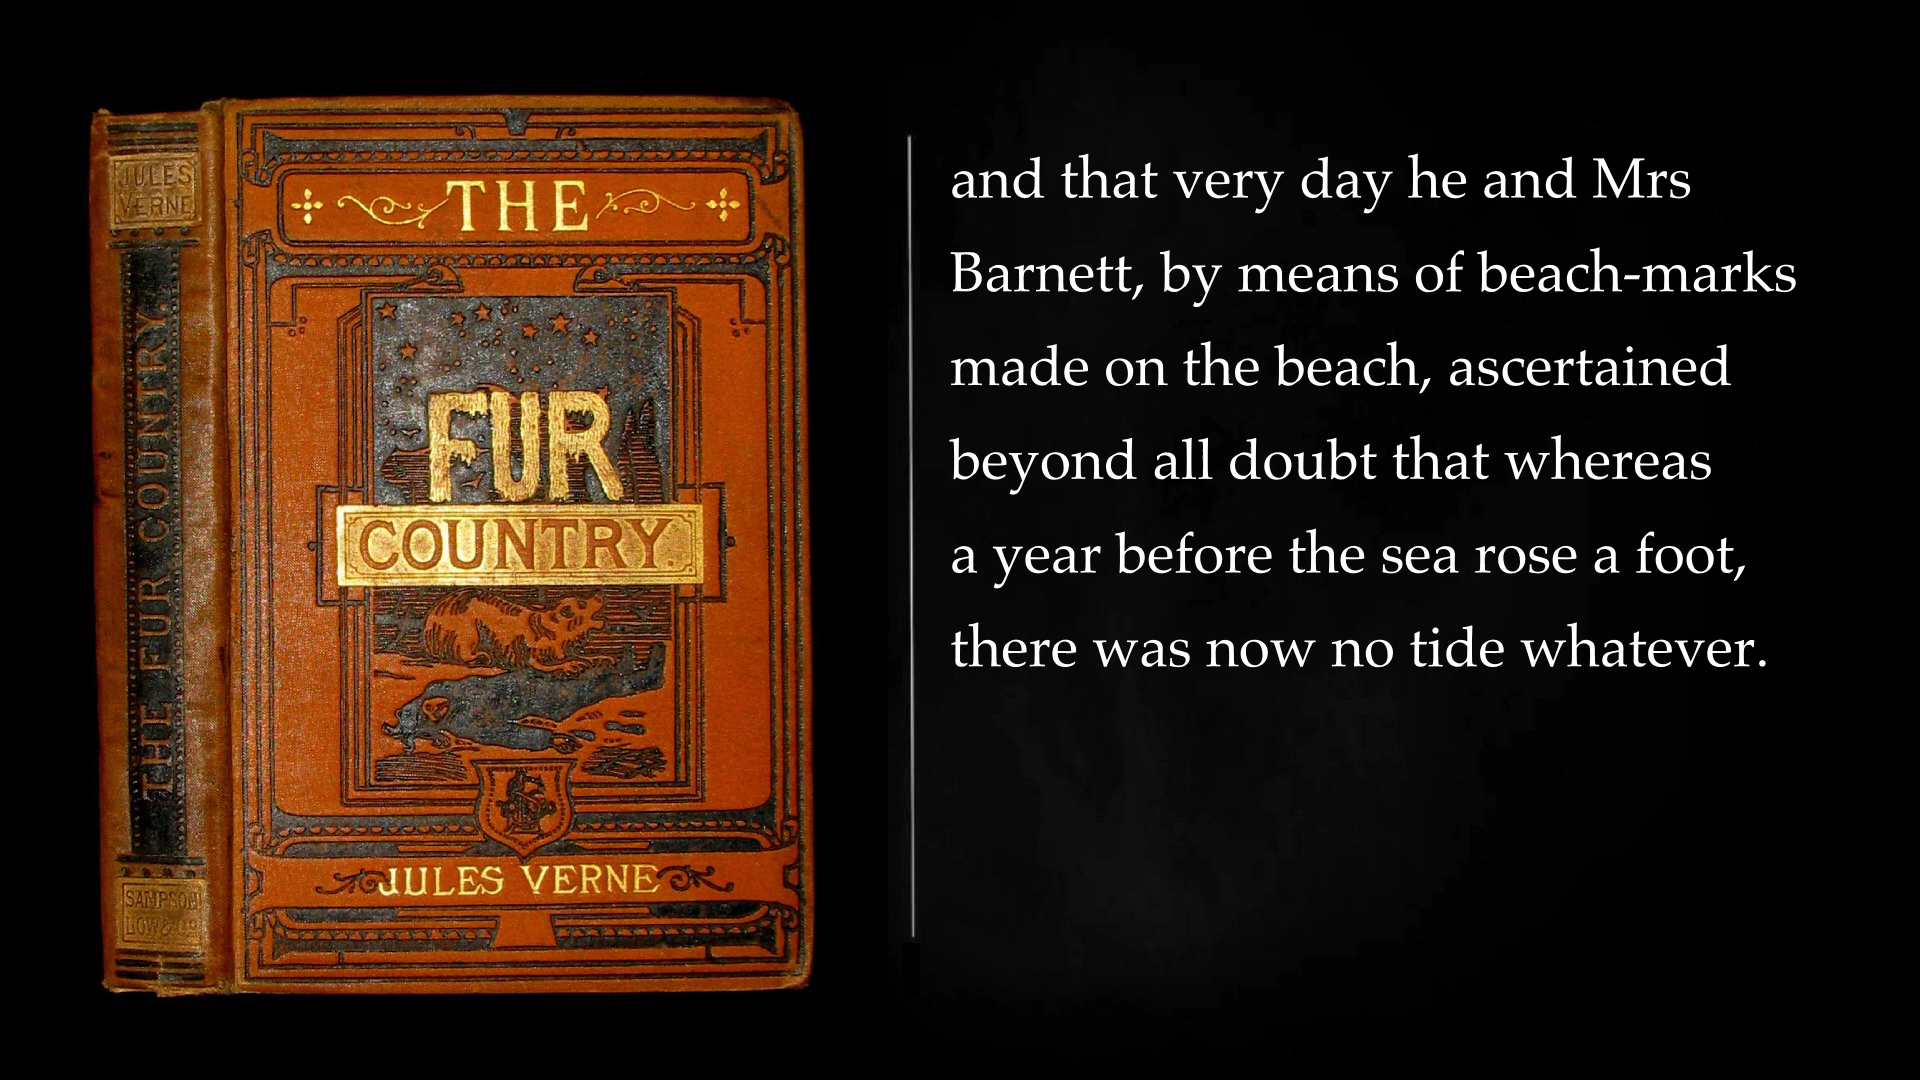 JULES
VERNE
THE FUR COUNTRY.
SAMPSON
LOW & Co
THE
FUR
COUNTRY.
JULES VERNE
and that very day he and Mrs
Barnett, by means of beach-marks
made on the beach, ascertained
beyond all doubt that whereas
a year before the sea rose a foot,
there was now no tide whatever.